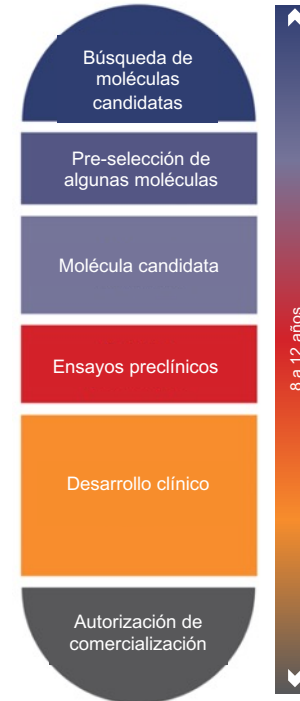 Búsqueda de
moléculas
candidatas
Pre-selección de
algunas moléculas
Molécula candidata
Ensayos preclínicos
Desarrollo clínico
Autorización de
comercialización
8 a 12 años